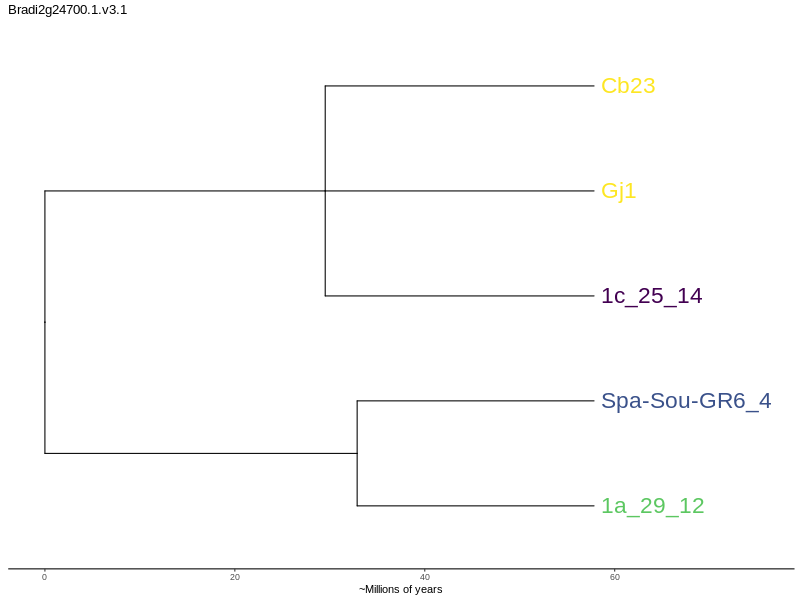 Bradi2g24700.1.v3.1
Cb23
Gj1
1c_25_14
Spa-Sou-GR6_4
1a_29_12
0 20 40 60
~Millions of years